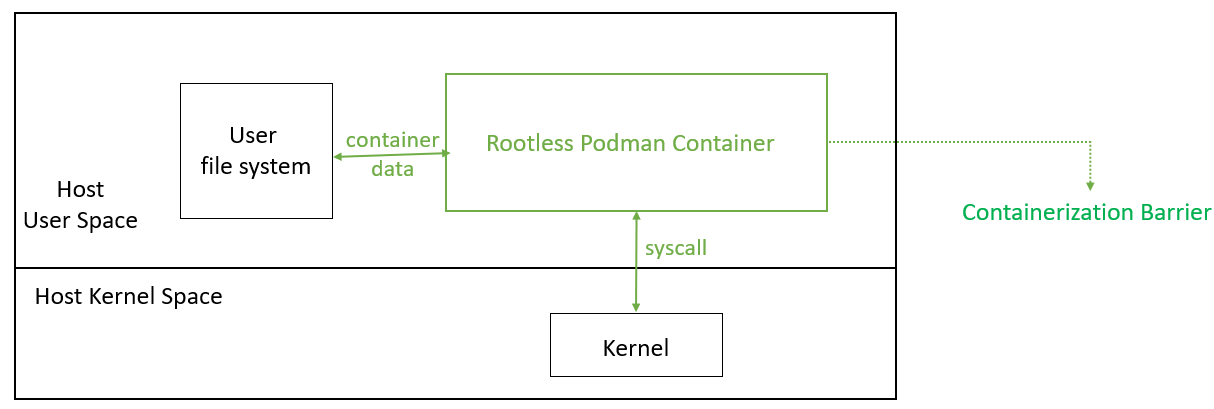 User
file system
container
data
Rootless Podman Container
Host
User Space
Containerization Barrier
syscall
Host Kernel Space
Kernel